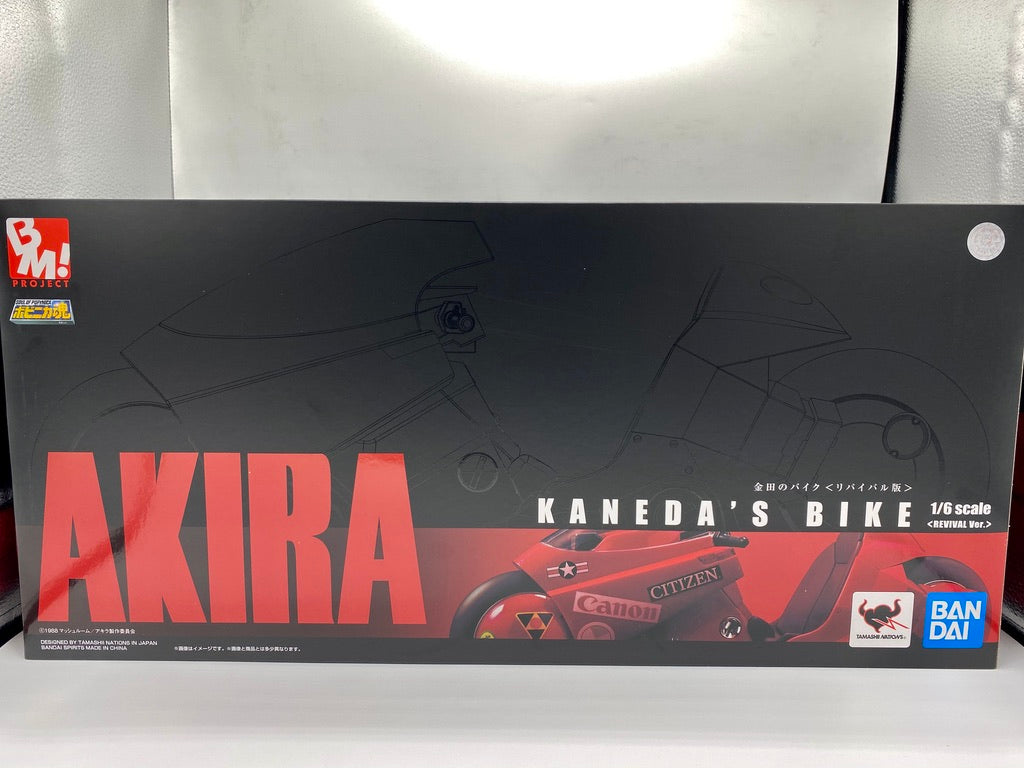 BM!
PROJECT
SOUL OF POPYNICA
ポピニカ魂
AKIRA
金田のバイク＜リバイバル版＞
KANEDA'S BIKE
1/6 scale
<REVIVAL Ver.>
CITIZEN
Canon
©1988 マッシュルーム／アキラ製作委員会
DESIGNED BY TAMASHII NATIONS IN JAPAN
BANDAI SPIRITS MADE IN CHINA
※画像はイメージです。※画像と商品とは多少異なります。
TAMASHII NATIONS
BAN
DAI